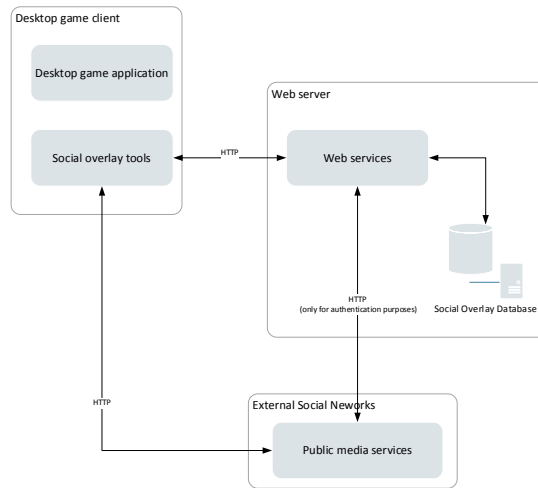 Desktop game client
Desktop game application
Social overlay tools
HTTP
Web server
Web services
HTTP
(only for authentication purposes)
Social Overlay Database
HTTP
External Social Neworks
Public media services